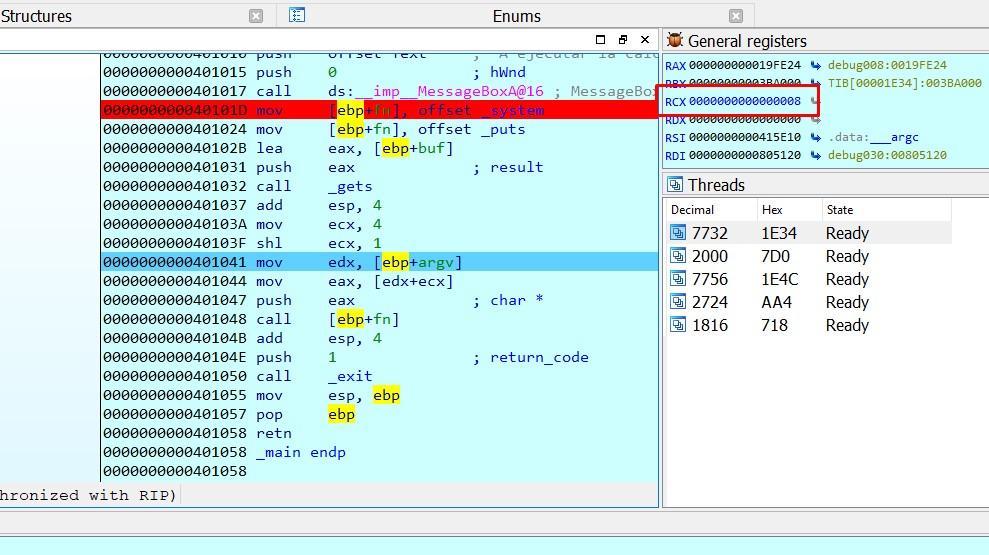 Structures
Enums
0000000000401015 push 0 ; hWnd
0000000000401017 call ds:__imp__MessageBoxA@16 ; MessageBo
000000000040101D mov [ebp+fn], offset _system
0000000000401024 mov [ebp+fn], offset _puts
000000000040102B lea eax, [ebp+buf]
0000000000401031 push eax ; result
0000000000401032 call _gets
0000000000401037 add esp, 4
000000000040103A mov ecx, 4
000000000040103F shl ecx, 1
0000000000401041 mov edx, [ebp+argv]
0000000000401044 mov eax, [edx+ecx]
0000000000401047 push eax ; char *
0000000000401048 call [ebp+fn]
000000000040104B add esp, 4
000000000040104E push 1 ; return_code
0000000000401050 call _exit
0000000000401055 mov esp, ebp
0000000000401057 pop ebp
0000000000401058 retn
0000000000401058 _main endp
0000000000401058
hronized with RIP)
General registers
RAX 000000000019FE24 debug008:0019FE24
RBX 00000000003BA000 TIB[00001E34]:003BA000
RCX 0000000000000008
RDX 0000000000000000
RSI 0000000000415E10 .data:___argc
RDI 0000000000805120 debug030:00805120
Threads
Decimal Hex State
7732 1E34 Ready
2000 7D0 Ready
7756 1E4C Ready
2724 AA4 Ready
1816 718 Ready